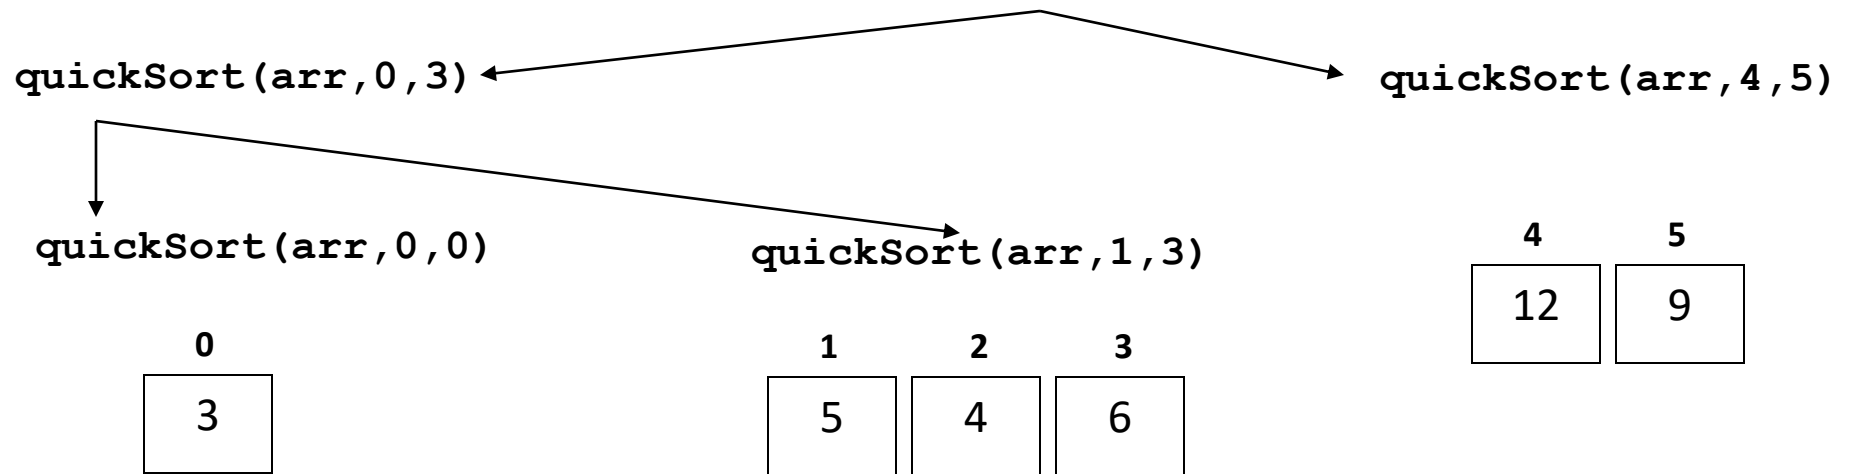 quickSort(arr,0,3)
quickSort(arr,4,5)
quickSort(arr,0,0)
quickSort(arr,1,3)
4 5
12 9
0
3
1 2 3
5 4 6